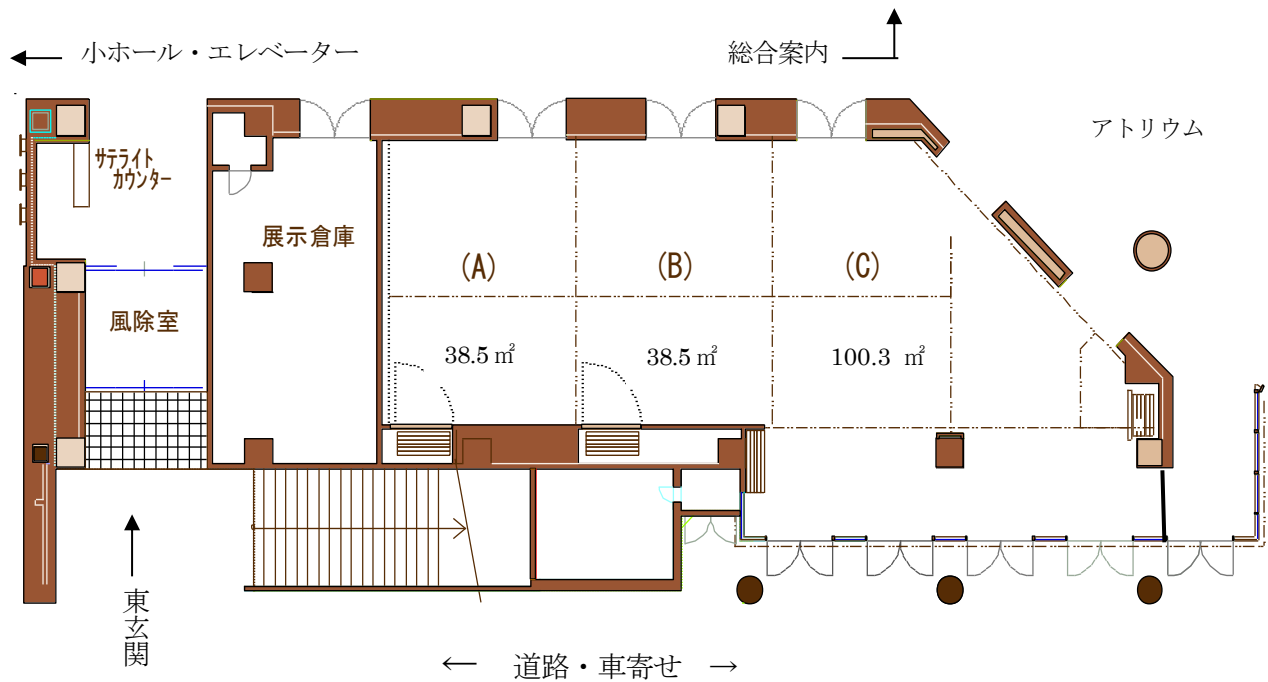 小ホール・エレベーター
総合案内
アトリウム
サテライト
カウンター
展示倉庫
(A)
(B)
(C)
風除室
38.5 ㎡
38.5 ㎡
100.3 ㎡
東玄関
← 道路・車寄せ →